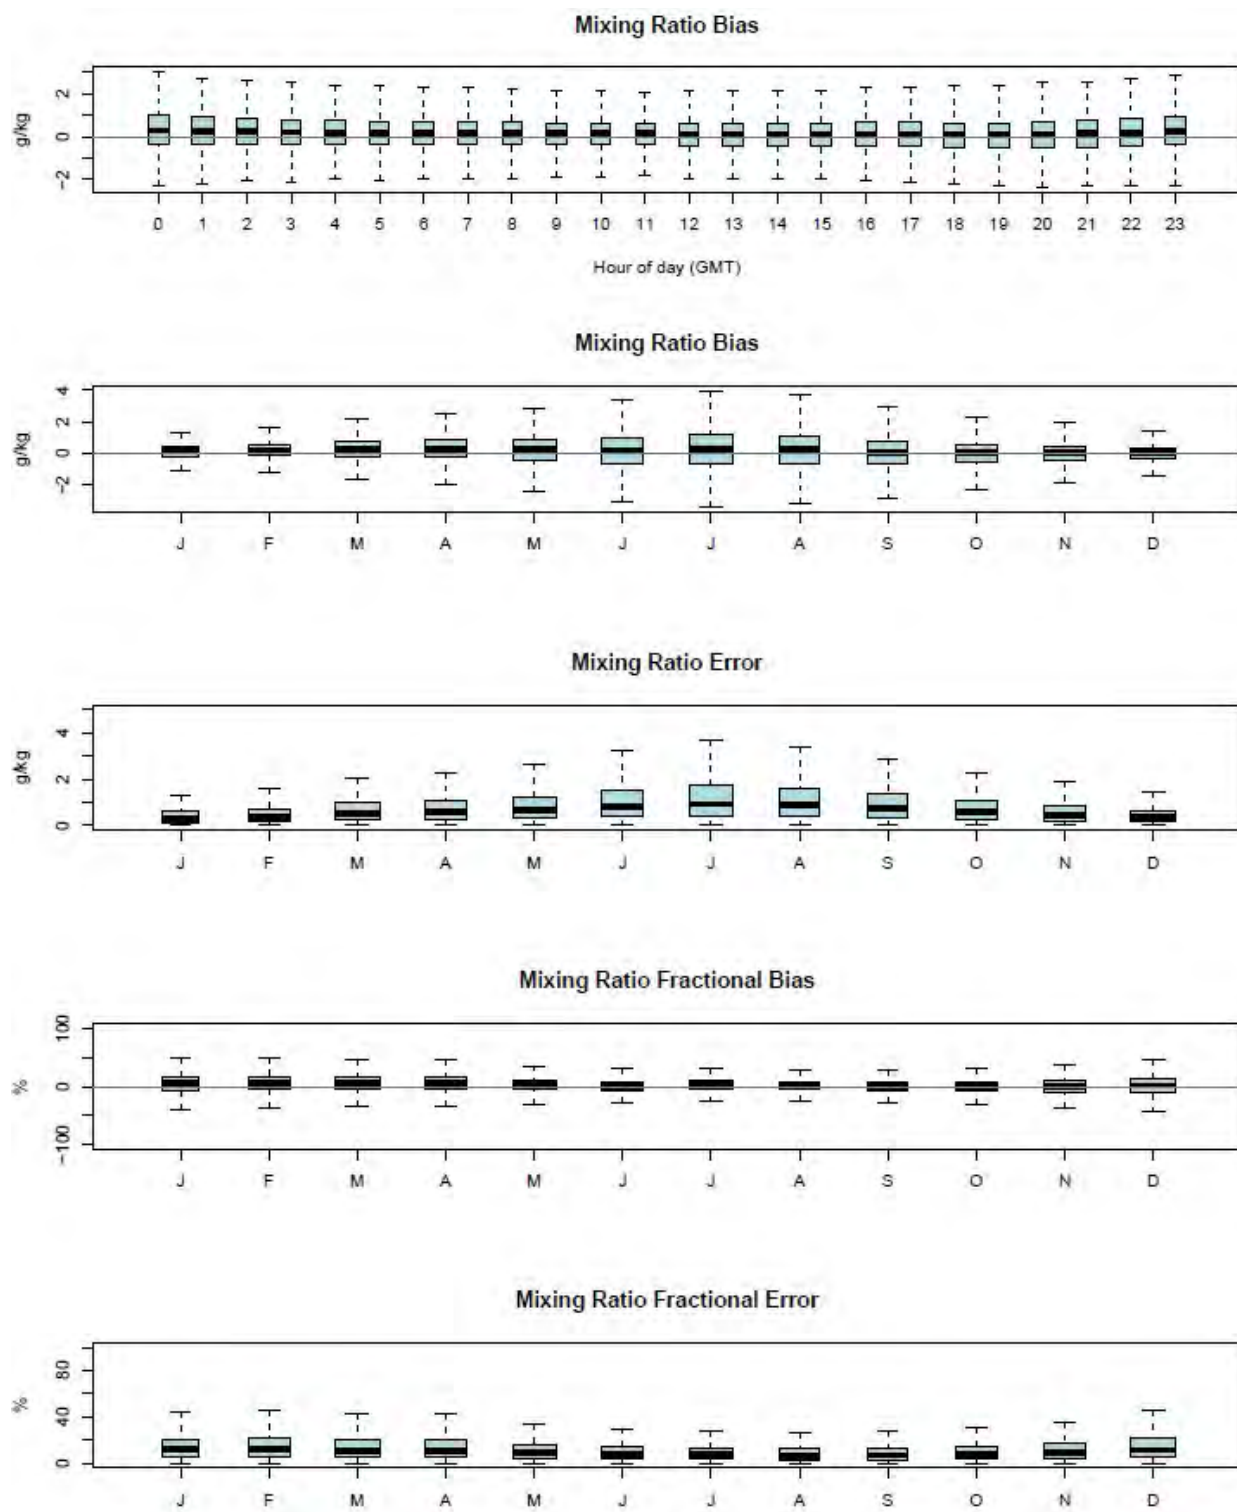 Mixing Ratio Bias
g/kg
2
0
−2
0 1 2 3 4 5 6 7 8 9 10 11 12 13 14 15 16 17 18 19 20 21 22 23
Hour of day (GMT)
Mixing Ratio Bias
g/kg
4
2
0
−2
J F M A M J J A S O N D
Mixing Ratio Error
g/kg
4
2
0
J F M A M J J A S O N D
Mixing Ratio Fractional Bias
%
100
0
−100
J F M A M J J A S O N D
Mixing Ratio Fractional Error
%
80
40
0
J F M A M J J A S O N D